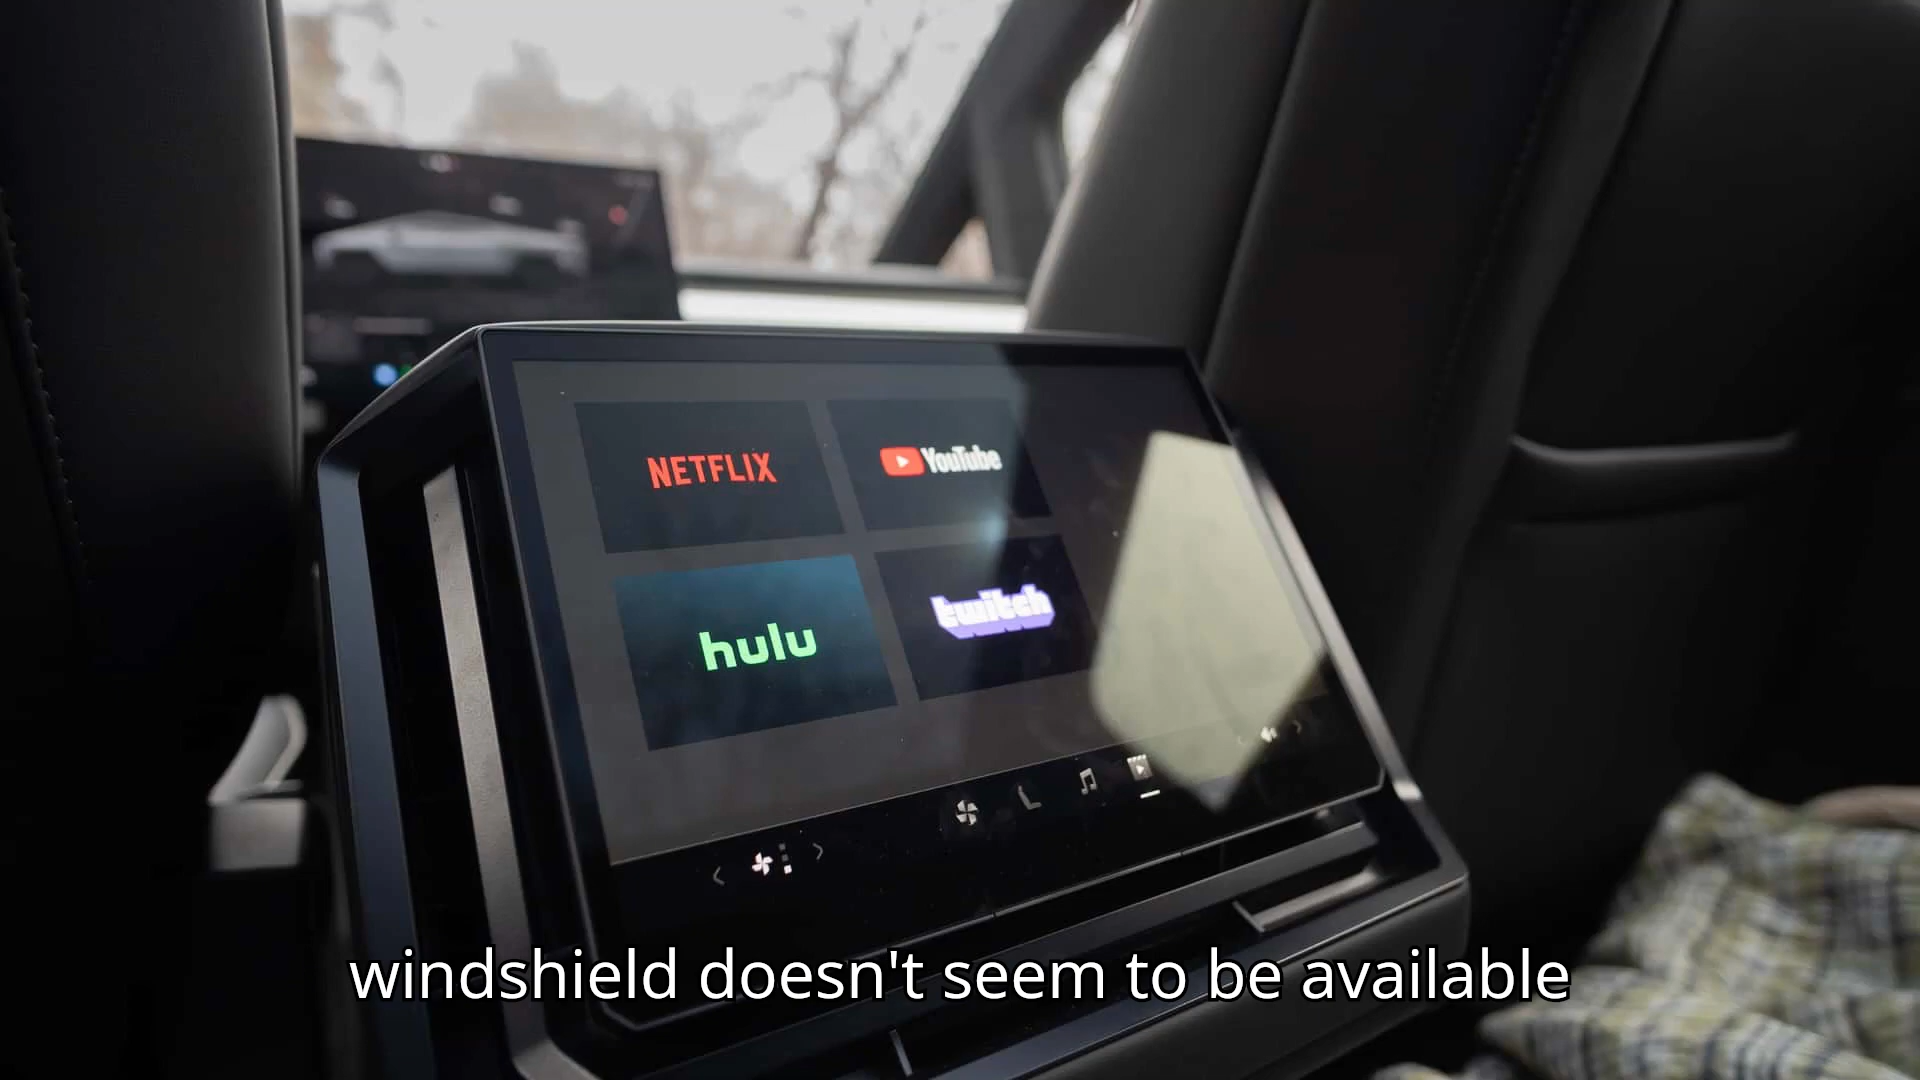 NETFLIX
YouTube
hulu
twitch
windshield doesn't seem to be available